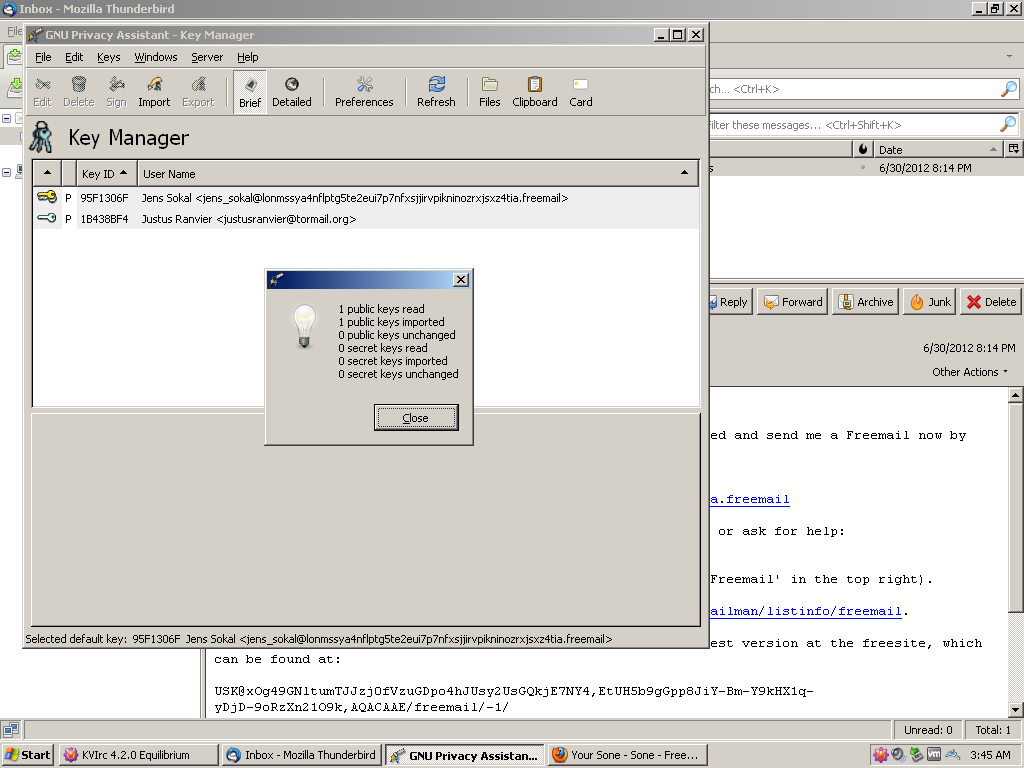 Inbox - Mozilla Thunderbird
GNU Privacy Assistant - Key Manager
File Edit Keys Windows Server Help
Edit Delete Sign Import Export Brief Detailed Preferences Refresh Files Clipboard Card
Key Manager
Key ID User Name
P 95F1306F Jens Sokal <jens_sokal@lonmssya4nflptg5te2eui7p7nfxsjjirvpikninozrxjsxz4tia.freemail>
P 1B438BF4 Justus Ranvier <justusranvier@tormail.org>
1 public keys read
1 public keys imported
0 public keys unchanged
0 secret keys read
0 secret keys imported
0 secret keys unchanged
Close
Selected default key: 95F1306F Jens Sokal <jens_sokal@lonmssya4nflptg5te2eui7p7nfxsjjirvpikninozrxjsxz4tia.freemail>
ch... <Ctrl+K>
ilter these messages... <Ctrl+Shift+K>
Date
6/30/2012 8:14 PM
Reply Forward Archive Junk Delete
6/30/2012 8:14 PM
Other Actions
ed and send me a Freemail now by
a.freemail
or ask for help:
Freemail' in the top right).
ailman/listinfo/freemail.
est version at the freesite, which
can be found at:
USK@xOg49GNltumTJJzj0fVzuGDpo4hJUsy2UsGQkjE7NY4,EtUH5b9gGpp8JiY-Bm-Y9kHX1q-
yDjD-9oRzXn21O9k,AQACAAE/freemail/-1/
Unread: 0 Total: 1
Start KVIrc 4.2.0 Equilibrium Inbox - Mozilla Thunderbird GNU Privacy Assistan... Your Sone - Sone - Free... 3:45 AM